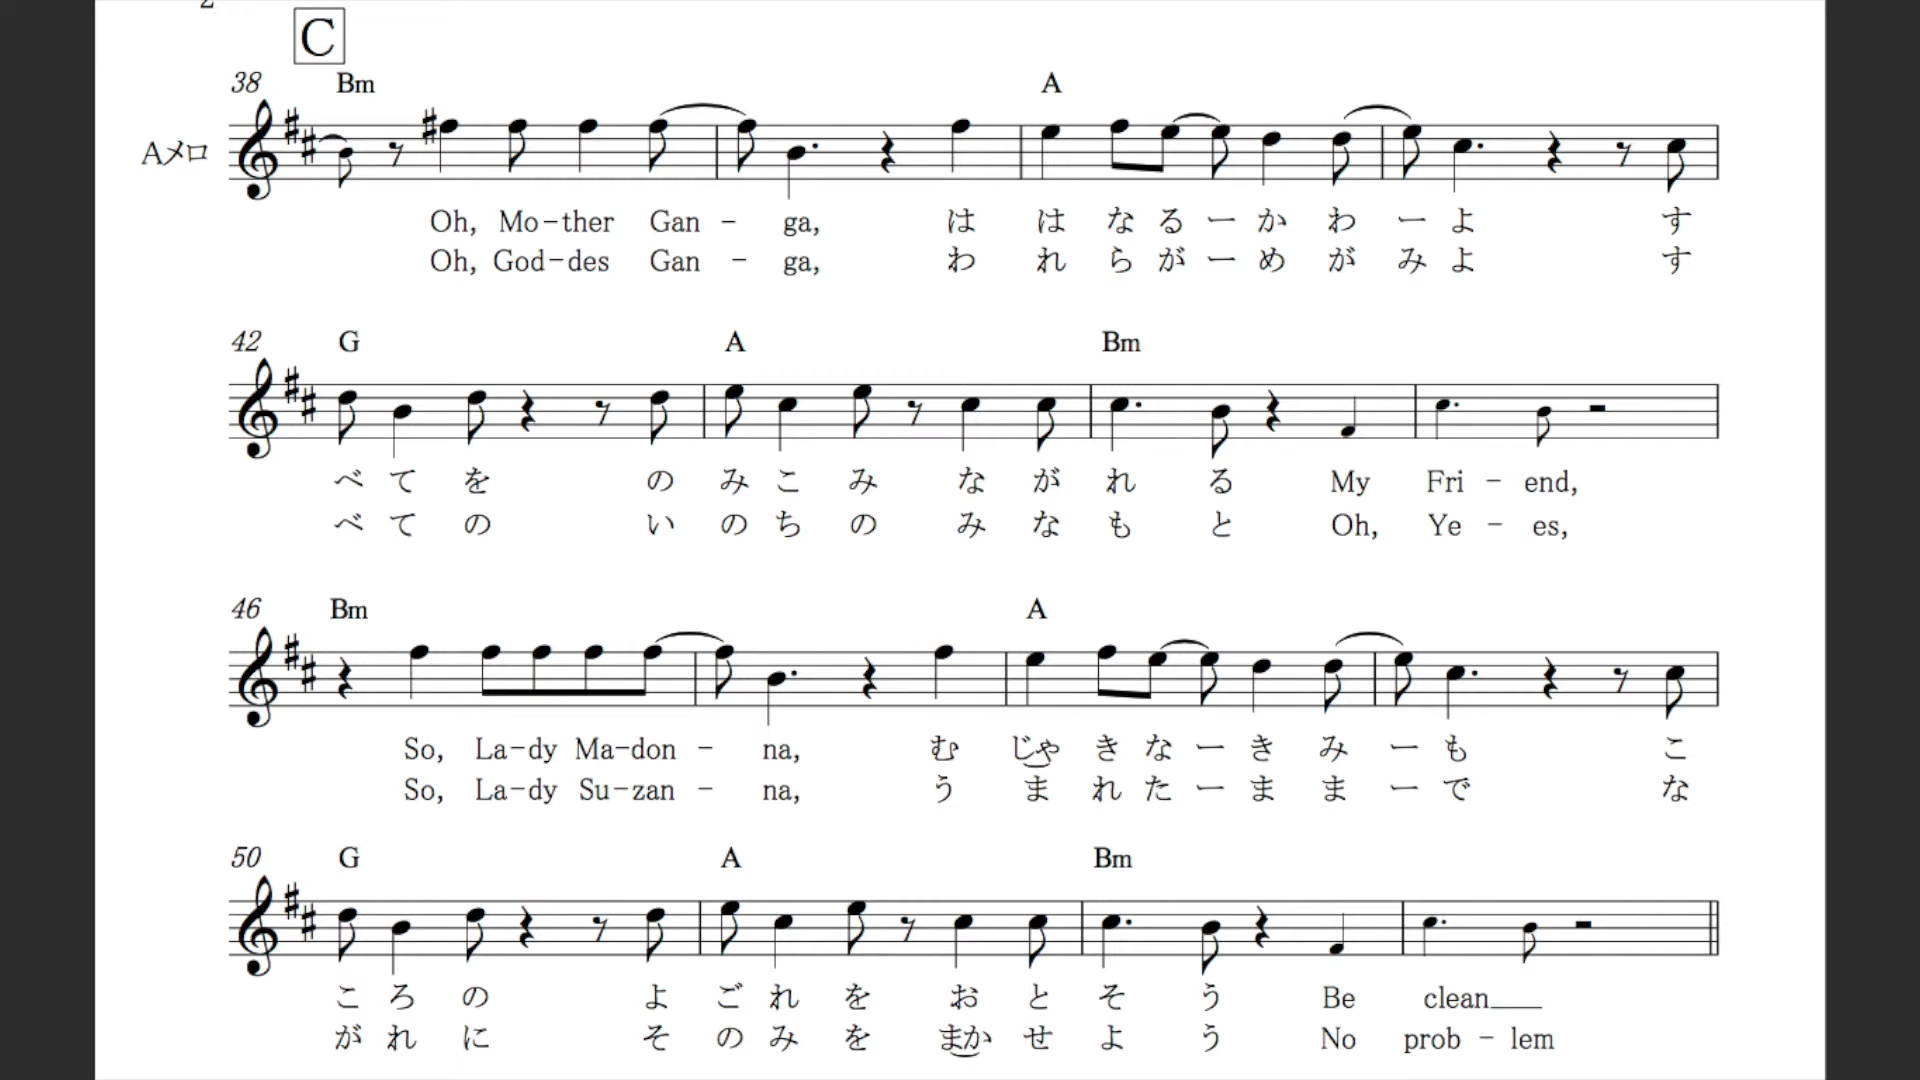 2
C
38 Bm A
Aメロ
Oh, Mo-ther Gan - ga, は は な る ー か わ ー よ す
Oh, God-des Gan - ga, わ れ ら が ー め が み よ す
42 G A Bm
べ て を の み こ み な が れ る My Fri - end,
べ て の い の ち の み な も と Oh, Ye - es,
46 Bm A
So, La-dy Ma-don - na, む じゃ き な ー き み ー も こ
So, La-dy Su-zan - na, う ま れ た ー ま ま ー で な
50 G A Bm
こ ろ の よ ご れ を お と そ う Be clean
が れ に そ の み を まか せ よ う No prob - lem